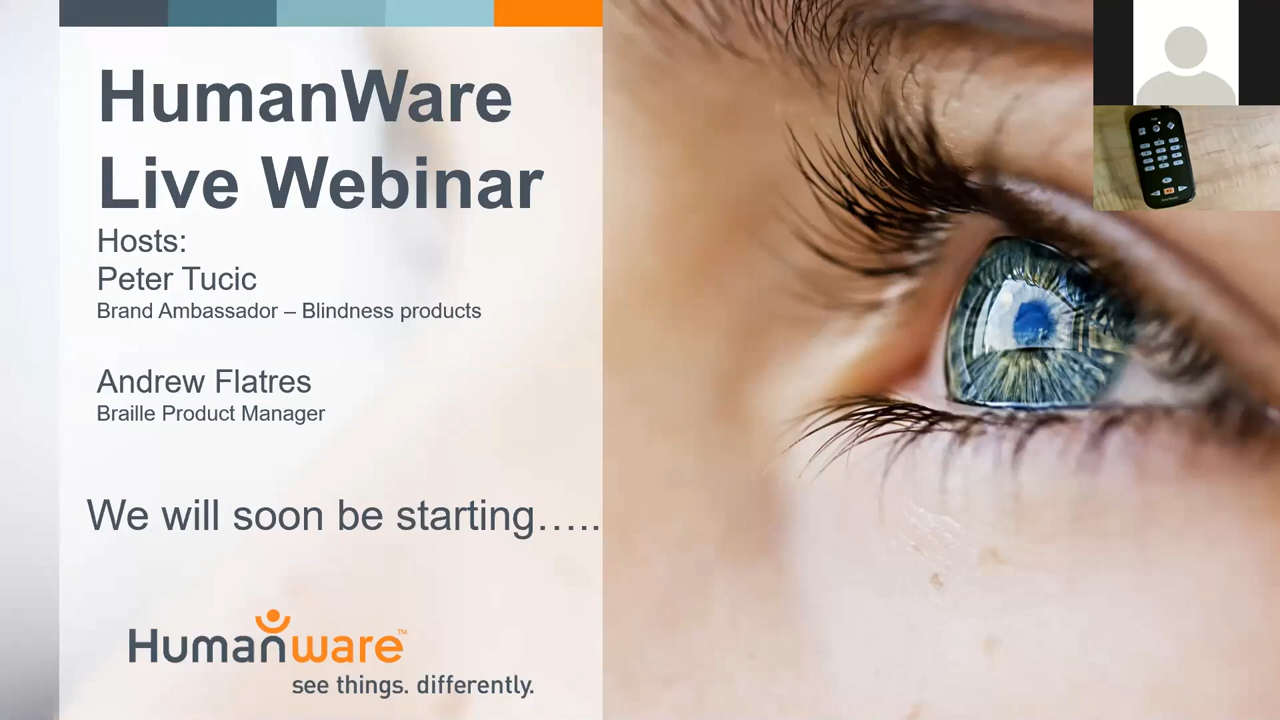 HumanWare
Live Webinar
Hosts:
Peter Tucic
Brand Ambassador – Blindness products
Andrew Flatres
Braille Product Manager
We will soon be starting…..
Humanware™
see things. differently.